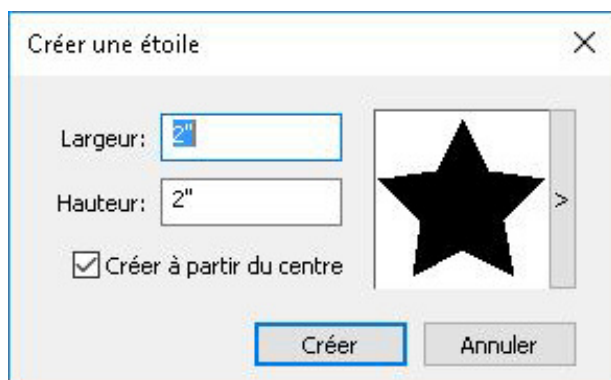 Créer une étoile
Largeur: 2"
Hauteur: 2"
Créer à partir du centre
>
Créer Annuler